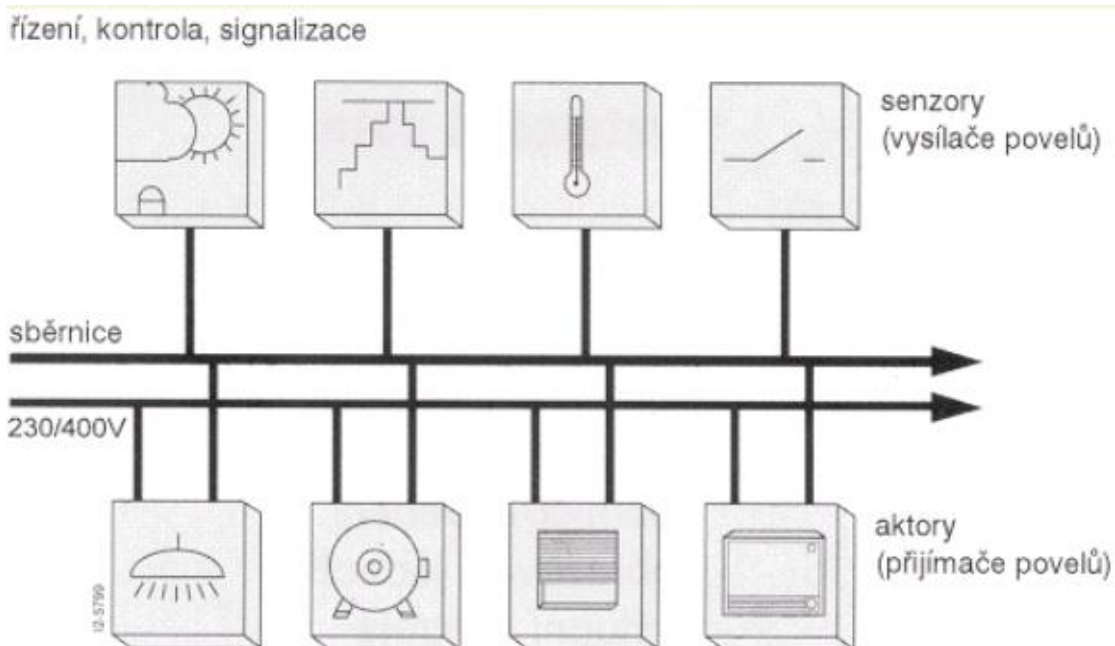 řízení, kontrola, signalizace
senzory
(vysílače povelů)
sběrnice
230/400V
aktory
(přijímače povelů)
12-5799